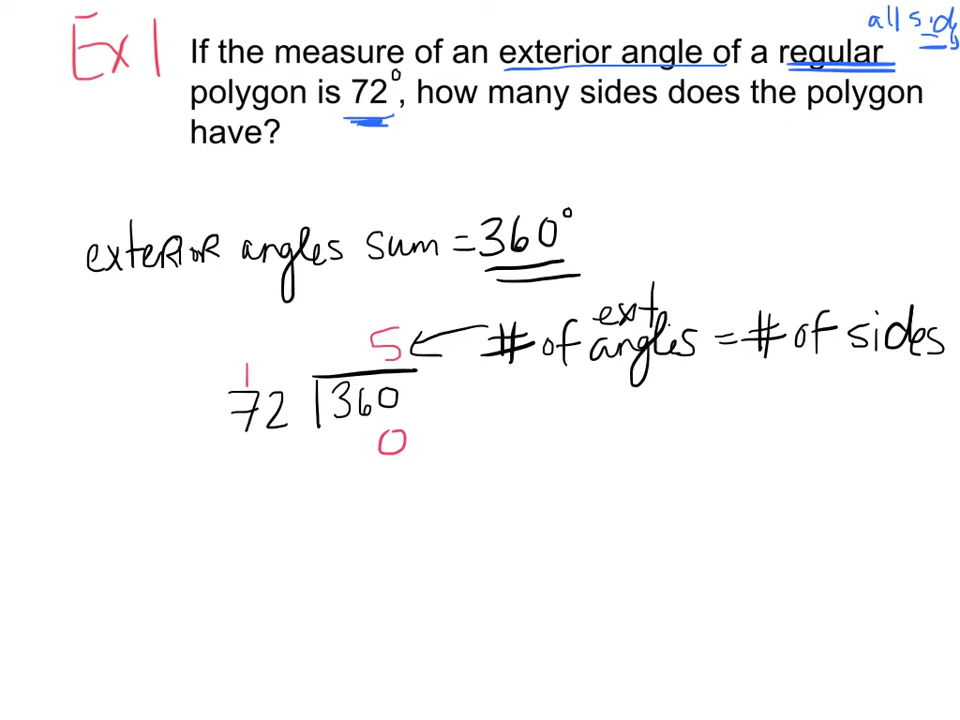 all sides
Ex 1
If the measure of an exterior angle of a regular
polygon is 72°, how many sides does the polygon
have?
exterior angles sum = 360°
5 ← # of ext angles = # of sides
1
72 360
0